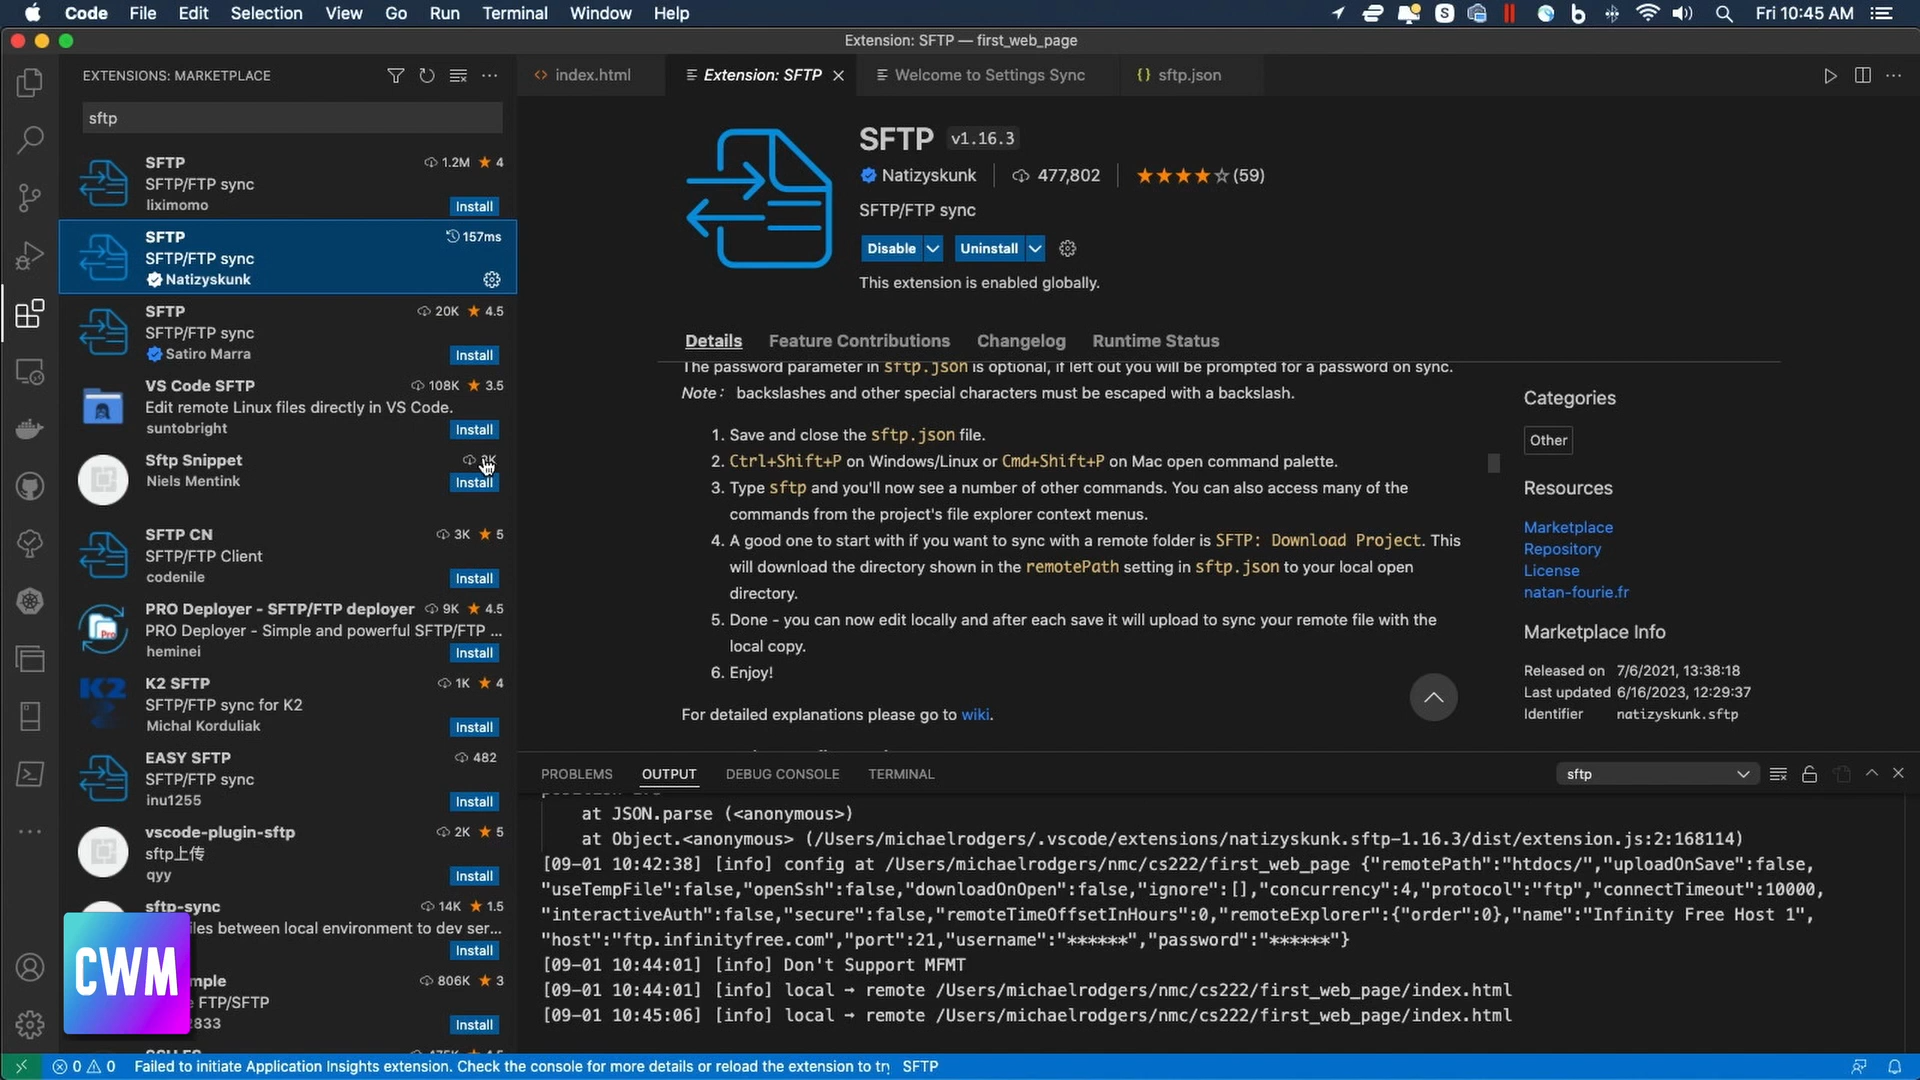 Code File Edit Selection View Go Run Terminal Window Help
Fri 10:45 AM
Extension: SFTP — first_web_page
EXTENSIONS: MARKETPLACE
sftp
SFTP 1.2M ★ 4
SFTP/FTP sync
liximomo Install
SFTP 157ms
SFTP/FTP sync
Natizyskunk
SFTP 20K ★ 4.5
SFTP/FTP sync
Satiro Marra Install
VS Code SFTP 108K ★ 3.5
Edit remote Linux files directly in VS Code.
suntobright Install
Sftp Snippet
Niels Mentink Install
SFTP CN 3K ★ 5
SFTP/FTP Client
codenile Install
PRO Deployer - SFTP/FTP deployer 9K ★ 4.5
PRO Deployer - Simple and powerful SFTP/FTP ...
heminei Install
K2 SFTP 1K ★ 4
SFTP/FTP sync for K2
Michal Korduliak Install
EASY SFTP 482
SFTP/FTP sync
inu1255 Install
vscode-plugin-sftp 2K ★ 5
sftp上传
qyy Install
sftp-sync 14K ★ 1.5
iles between local environment to dev ser...
Install
mple 806K ★ 3
FTP/SFTP
2833 Install
CWM
index.html Extension: SFTP Welcome to Settings Sync {} sftp.json
SFTP v1.16.3
Natizyskunk 477,802 ★★★★☆ (59)
SFTP/FTP sync
Disable Uninstall
This extension is enabled globally.
Details Feature Contributions Changelog Runtime Status
The password parameter in sftp.json is optional, if left out you will be prompted for a password on sync.
Note: backslashes and other special characters must be escaped with a backslash.
1. Save and close the sftp.json file.
2. Ctrl+Shift+P on Windows/Linux or Cmd+Shift+P on Mac open command palette.
3. Type sftp and you'll now see a number of other commands. You can also access many of the
commands from the project's file explorer context menus.
4. A good one to start with if you want to sync with a remote folder is SFTP: Download Project. This
will download the directory shown in the remotePath setting in sftp.json to your local open
directory.
5. Done - you can now edit locally and after each save it will upload to sync your remote file with the
local copy.
6. Enjoy!
For detailed explanations please go to wiki.
Categories
Other
Resources
Marketplace
Repository
License
natan-fourie.fr
Marketplace Info
Released on 7/6/2021, 13:38:18
Last updated 6/16/2023, 12:29:37
Identifier natizyskunk.sftp
PROBLEMS OUTPUT DEBUG CONSOLE TERMINAL sftp
at JSON.parse (<anonymous>)
at Object.<anonymous> (/Users/michaelrodgers/.vscode/extensions/natizyskunk.sftp-1.16.3/dist/extension.js:2:168114)
[09-01 10:42:38] [info] config at /Users/michaelrodgers/nmc/cs222/first_web_page {"remotePath":"htdocs/","uploadOnSave":false,
"useTempFile":false,"openSsh":false,"downloadOnOpen":false,"ignore":[],"concurrency":4,"protocol":"ftp","connectTimeout":10000,
"interactiveAuth":false,"secure":false,"remoteTimeOffsetInHours":0,"remoteExplorer":{"order":0},"name":"Infinity Free Host 1",
"host":"ftp.infinityfree.com","port":21,"username":"******","password":"******"}
[09-01 10:44:01] [info] Don't Support MFMT
[09-01 10:44:01] [info] local → remote /Users/michaelrodgers/nmc/cs222/first_web_page/index.html
[09-01 10:45:06] [info] local → remote /Users/michaelrodgers/nmc/cs222/first_web_page/index.html
0 0 Failed to initiate Application Insights extension. Check the console for more details or reload the extension to try SFTP